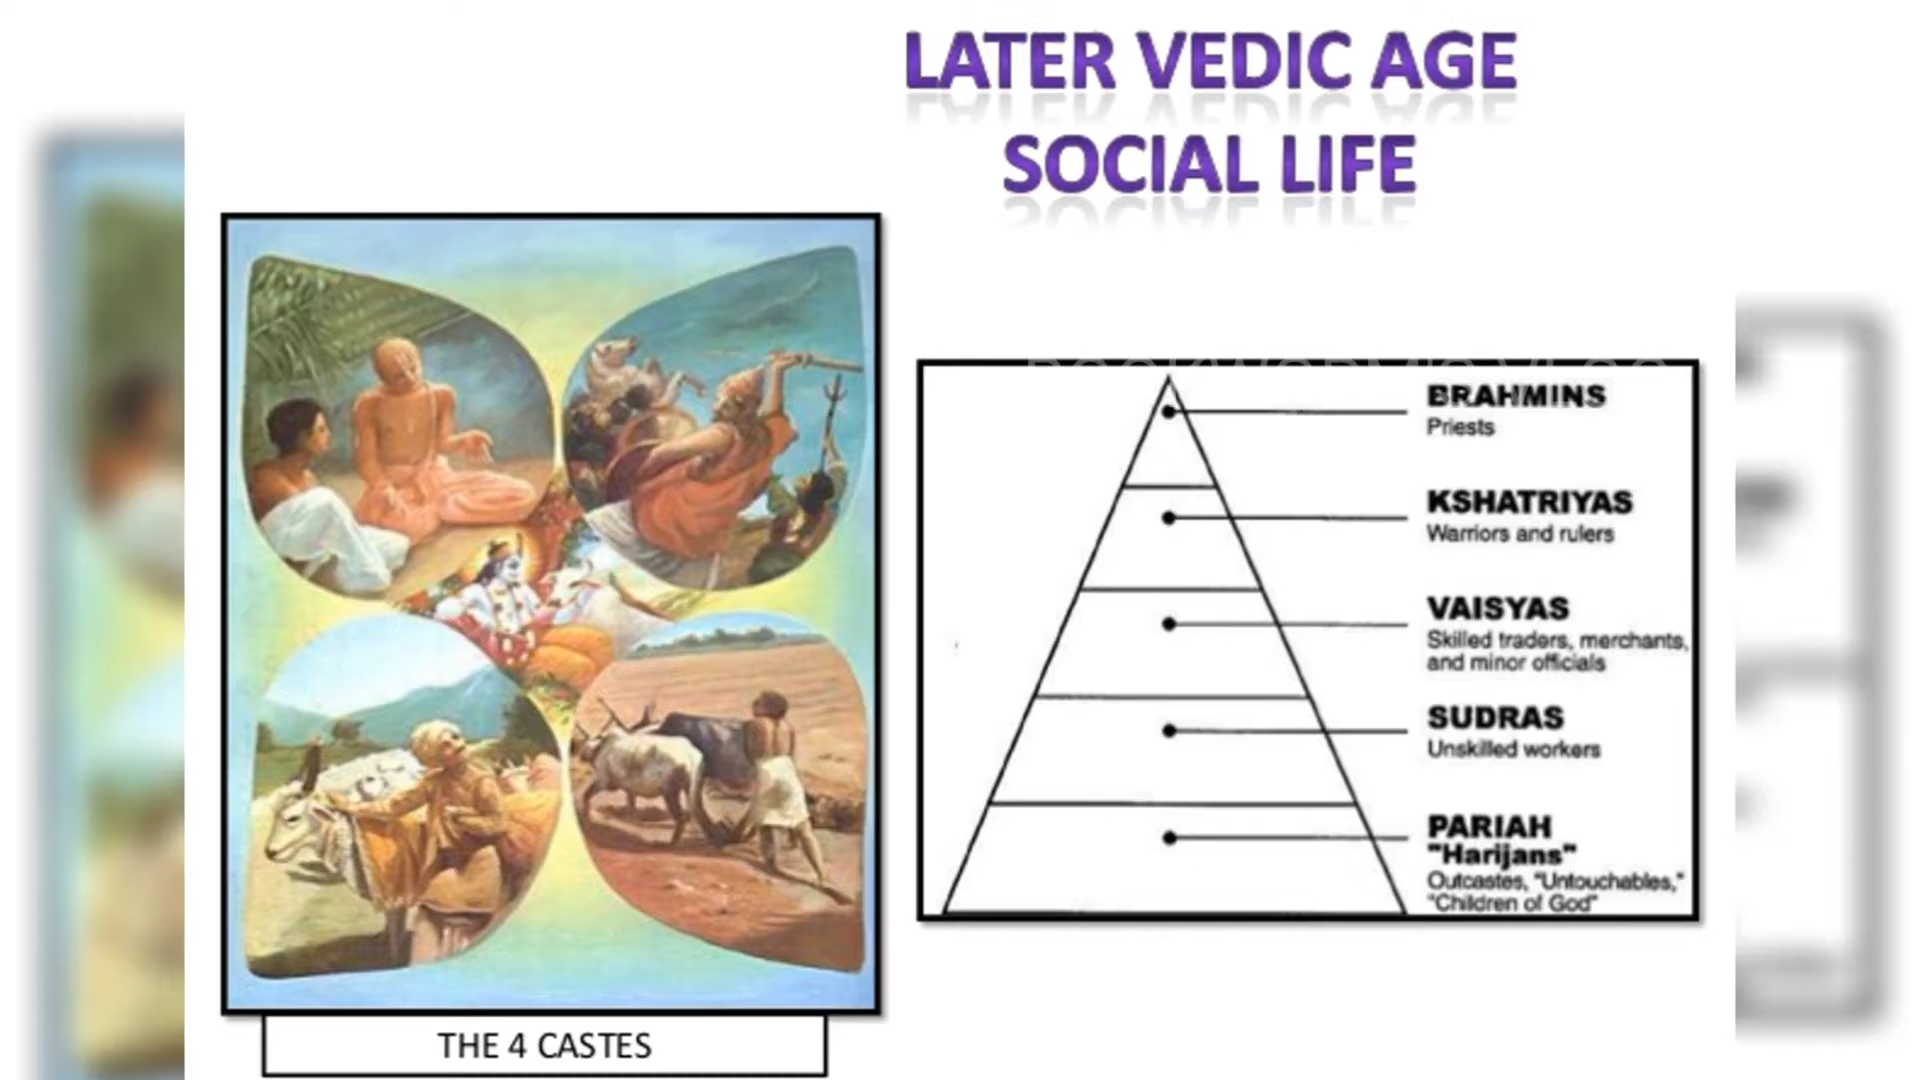 LATER VEDIC AGE
SOCIAL LIFE
BRAHMINS
Priests
KSHATRIYAS
Warriors and rulers
VAISYAS
Skilled traders, merchants,
and minor officials
SUDRAS
Unskilled workers
PARIAH
"Harijans"
Outcastes, "Untouchables,"
"Children of God"
THE 4 CASTES